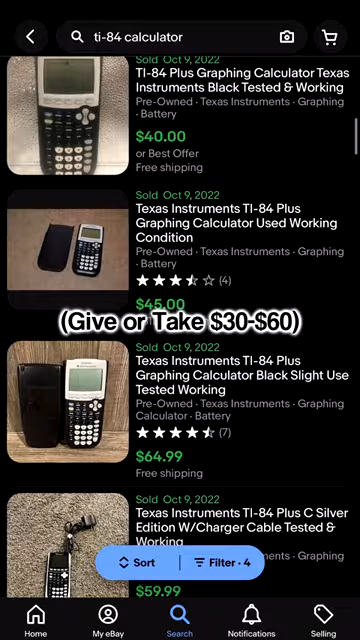 ti-84 calculator
Sold Oct 9, 2022
TI-84 Plus Graphing Calculator Texas
Instruments Black Tested & Working
Pre-Owned · Texas Instruments · Graphing
· Battery
$40.00
or Best Offer
Free shipping
Sold Oct 9, 2022
Texas Instruments TI-84 Plus
Graphing Calculator Used Working
Condition
Pre-Owned · Texas Instruments · Graphing
· Battery
(4)
$45.00
(Give or Take $30-$60)
Sold Oct 9, 2022
Texas Instruments TI-84 Plus
Graphing Calculator Black Slight Use
Tested Working
Pre-Owned · Texas Instruments · Graphing
Calculator · Battery
(7)
$64.99
Free shipping
Sold Oct 9, 2022
Texas Instruments TI-84 Plus C Silver
Edition W/Charger Cable Tested &
Working
Graphing
Sort
Filter · 4
$59.99
Home
My eBay
Search
Notifications
Selling